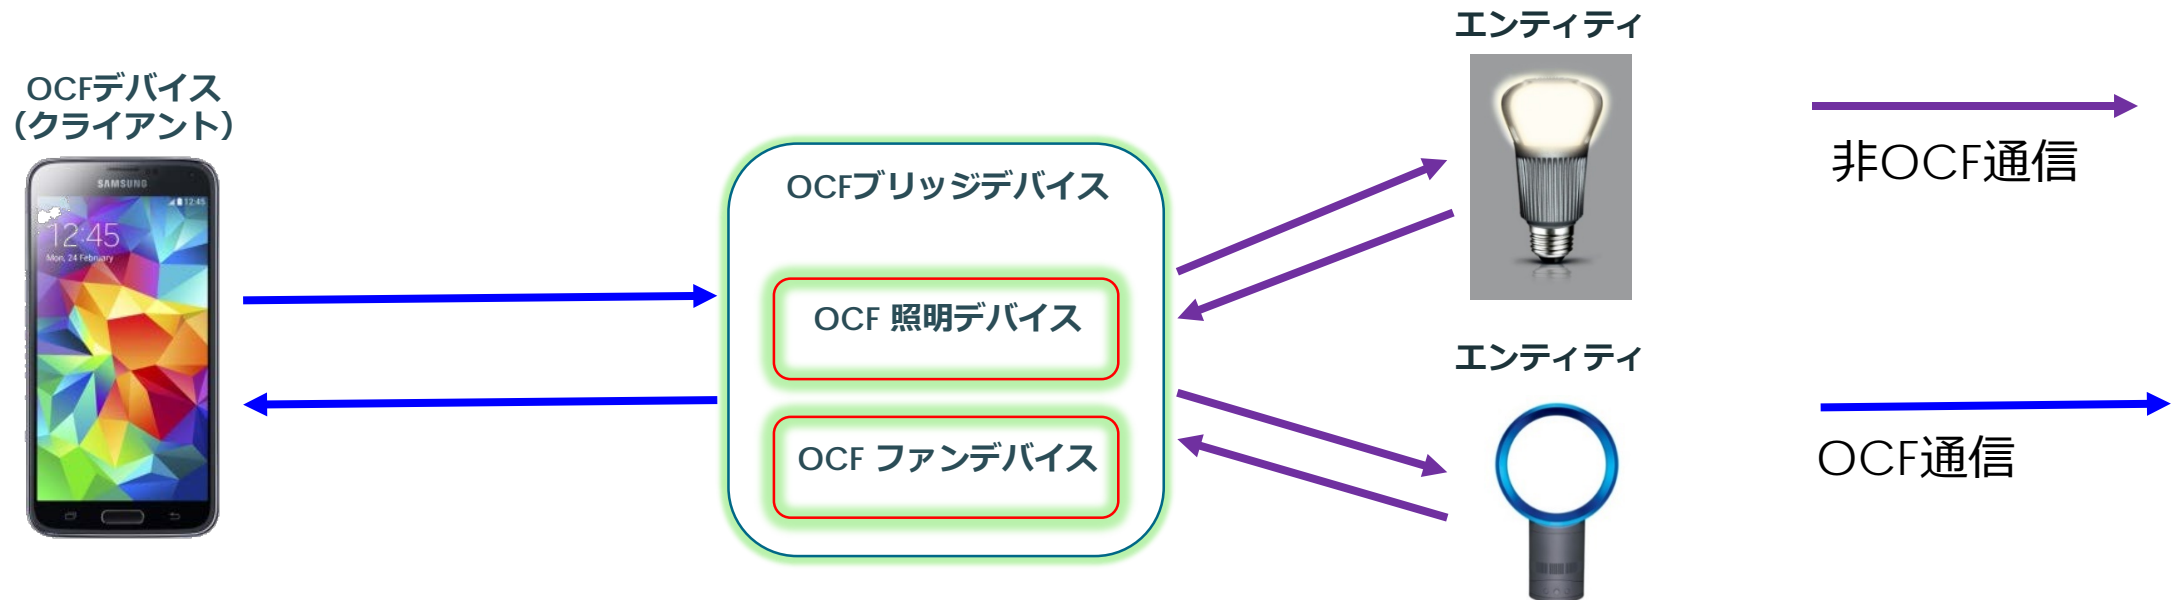 OCFデバイス
（クライアント）
SAMSUNG
12:45
12:45
Mon, 24 February
OCFブリッジデバイス
OCF 照明デバイス
OCF ファンデバイス
エンティティ
エンティティ
非OCF通信
OCF通信